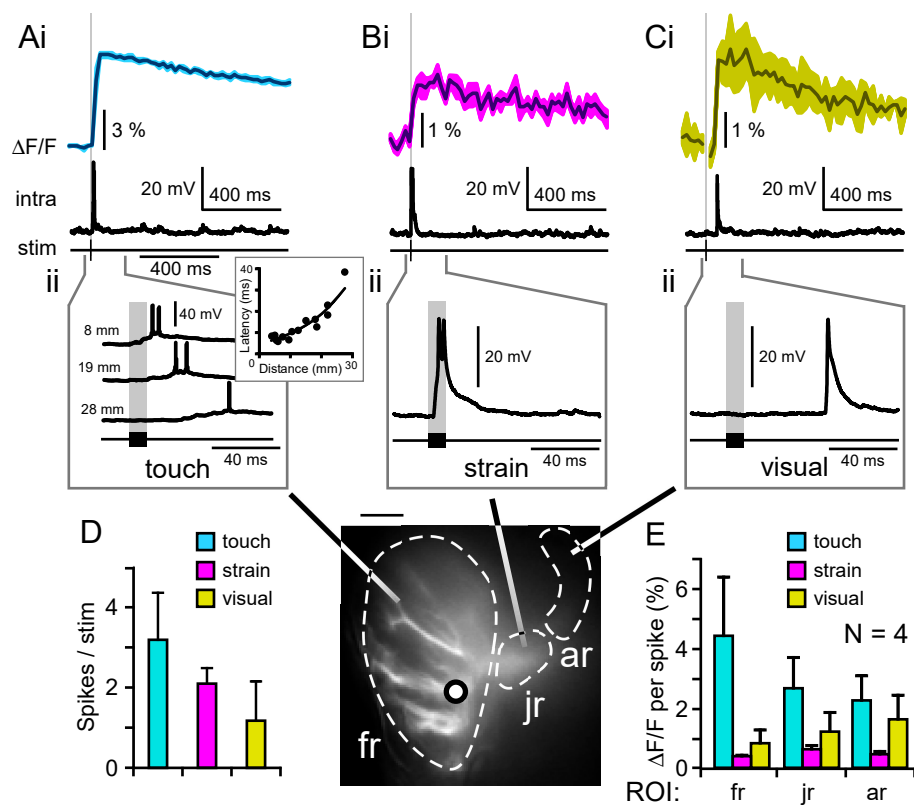 Ai
Bi
Ci
3 %
1 %
1 %
ΔF/F
20 mV
400 ms
20 mV
400 ms
20 mV
400 ms
intra
stim
400 ms
ii
ii
ii
40
Latency (ms)
0
Distance (mm)
30
40 mV
8 mm
19 mm
28 mm
20 mV
20 mV
40 ms
40 ms
40 ms
touch
strain
visual
D
touch
strain
visual
Spikes / stim
4
2
0
fr
jr
ar
E
touch
strain
visual
N = 4
ΔF/F per spike (%)
6
4
2
0
ROI:
fr
jr
ar